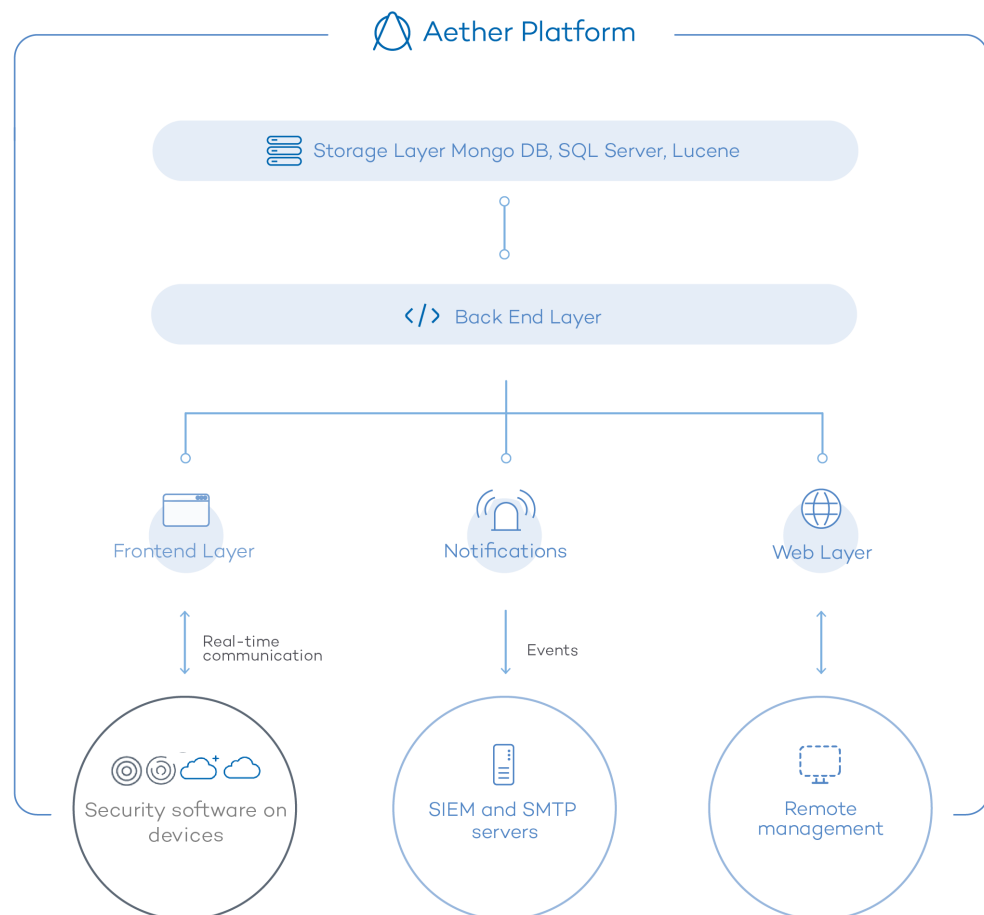 Aether Platform
Storage Layer Mongo DB, SQL Server, Lucene
Back End Layer
Frontend Layer
Notifications
Web Layer
Real-time
communication
Events
Security software on
devices
SIEM and SMTP
servers
Remote
management